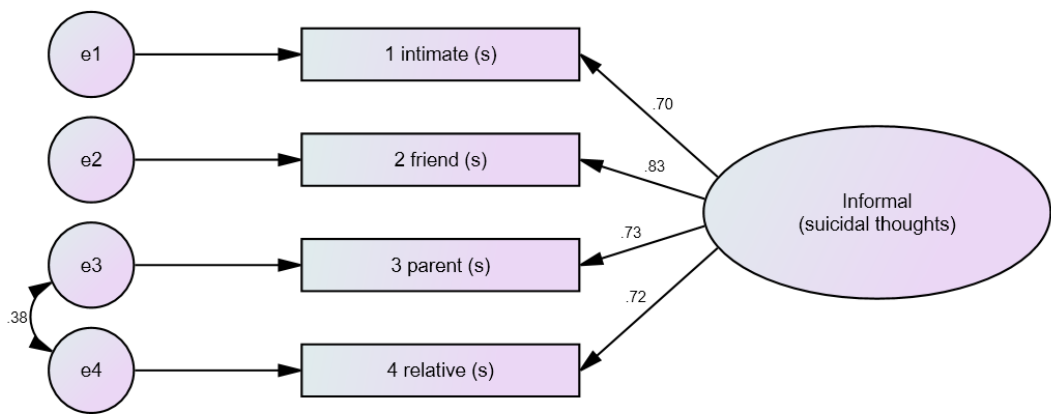 e1
1 intimate (s)
.70
e2
2 friend (s)
.83
Informal
(suicidal thoughts)
e3
3 parent (s)
.73
.38
.72
e4
4 relative (s)